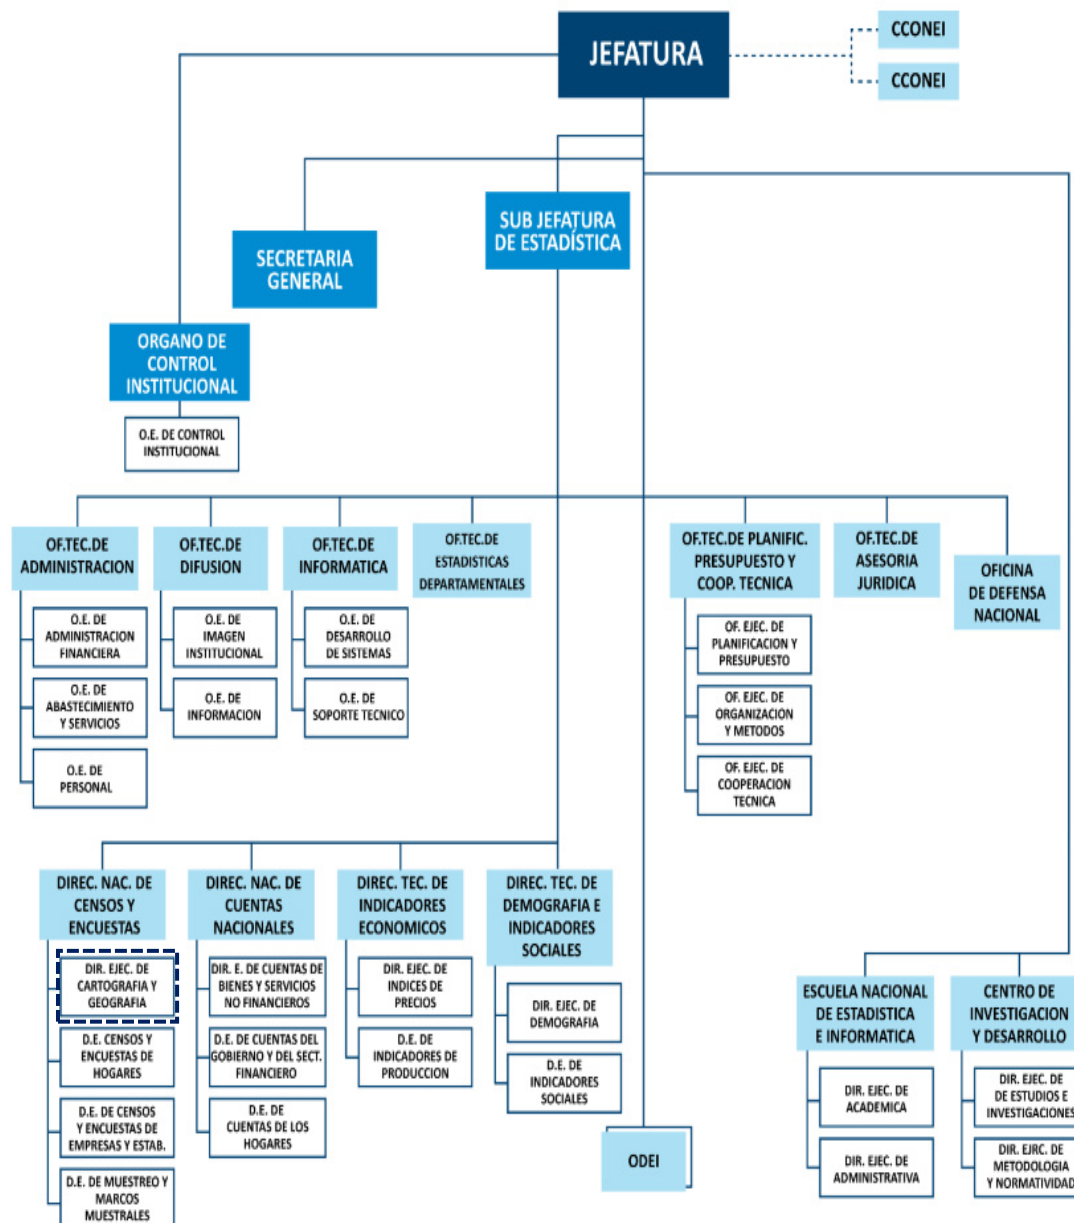 JEFATURA
CCONEI
CCONEI
SUB JEFATURA
DE ESTADÍSTICA
SECRETARIA
GENERAL
ORGANO DE
CONTROL
INSTITUCIONAL
O.E. DE CONTROL
INSTITUCIONAL
OF.TEC.DE
ADMINISTRACION
O.E. DE
ADMINISTRACION
FINANCIERA
O.E. DE
ABASTECIMIENTO
Y SERVICIOS
O.E. DE
PERSONAL
OF.TEC.DE
DIFUSION
O.E. DE
IMAGEN
INSTITUCIONAL
O.E. DE
INFORMACION
OF.TEC.DE
INFORMATICA
O.E. DE
DESARROLLO
DE SISTEMAS
O.E. DE
SOPORTE TECNICO
OF.TEC.DE
ESTADISTICAS
DEPARTAMENTALES
OF.TEC.DE PLANIFIC.
PRESUPUESTO Y
COOP. TECNICA
OF. EJEC. DE
PLANIFICACION Y
PRESUPUESTO
OF. EJEC. DE
ORGANIZACION
Y METODOS
OF. EJEC. DE
COOPERACION
TECNICA
OF.TEC.DE
ASESORIA
JURIDICA
OFICINA
DE DEFENSA
NACIONAL
DIREC. NAC. DE
CENSOS Y
ENCUESTAS
DIR. EJEC. DE
CARTOGRAFIA Y
GEOGRAFIA
D.E. CENSOS Y
ENCUESTAS DE
HOGARES
D.E. DE CENSOS
Y ENCUESTAS DE
EMPRESAS Y ESTAB.
D.E. DE MUESTREO Y
MARCOS
MUESTRALES
DIREC. NAC. DE
CUENTAS
NACIONALES
DIR. E. DE CUENTAS DE
BIENES Y SERVICIOS
NO FINANCIEROS
D.E. DE CUENTAS DEL
GOBIERNO Y DEL SECT.
FINANCIERO
D.E. DE
CUENTAS DE LOS
HOGARES
DIREC. TEC. DE
INDICADORES
ECONOMICOS
DIR. EJEC. DE
INDICES DE
PRECIOS
D.E. DE
INDICADORES DE
PRODUCCION
DIREC. TEC. DE
DEMOGRAFIA E
INDICADORES
SOCIALES
DIR. EJEC. DE
DEMOGRAFIA
D.E. DE
INDICADORES
SOCIALES
ODEI
ESCUELA NACIONAL
DE ESTADISTICA
E INFORMATICA
DIR. EJEC. DE
ACADEMICA
DIR. EJEC. DE
ADMINISTRATIVA
CENTRO DE
INVESTIGACION
Y DESARROLLO
DIR. EJEC. DE
DE ESTUDIOS E
INVESTIGACIONES
DIR. EJRC. DE
METODOLOGIA
Y NORMATIVIDAD